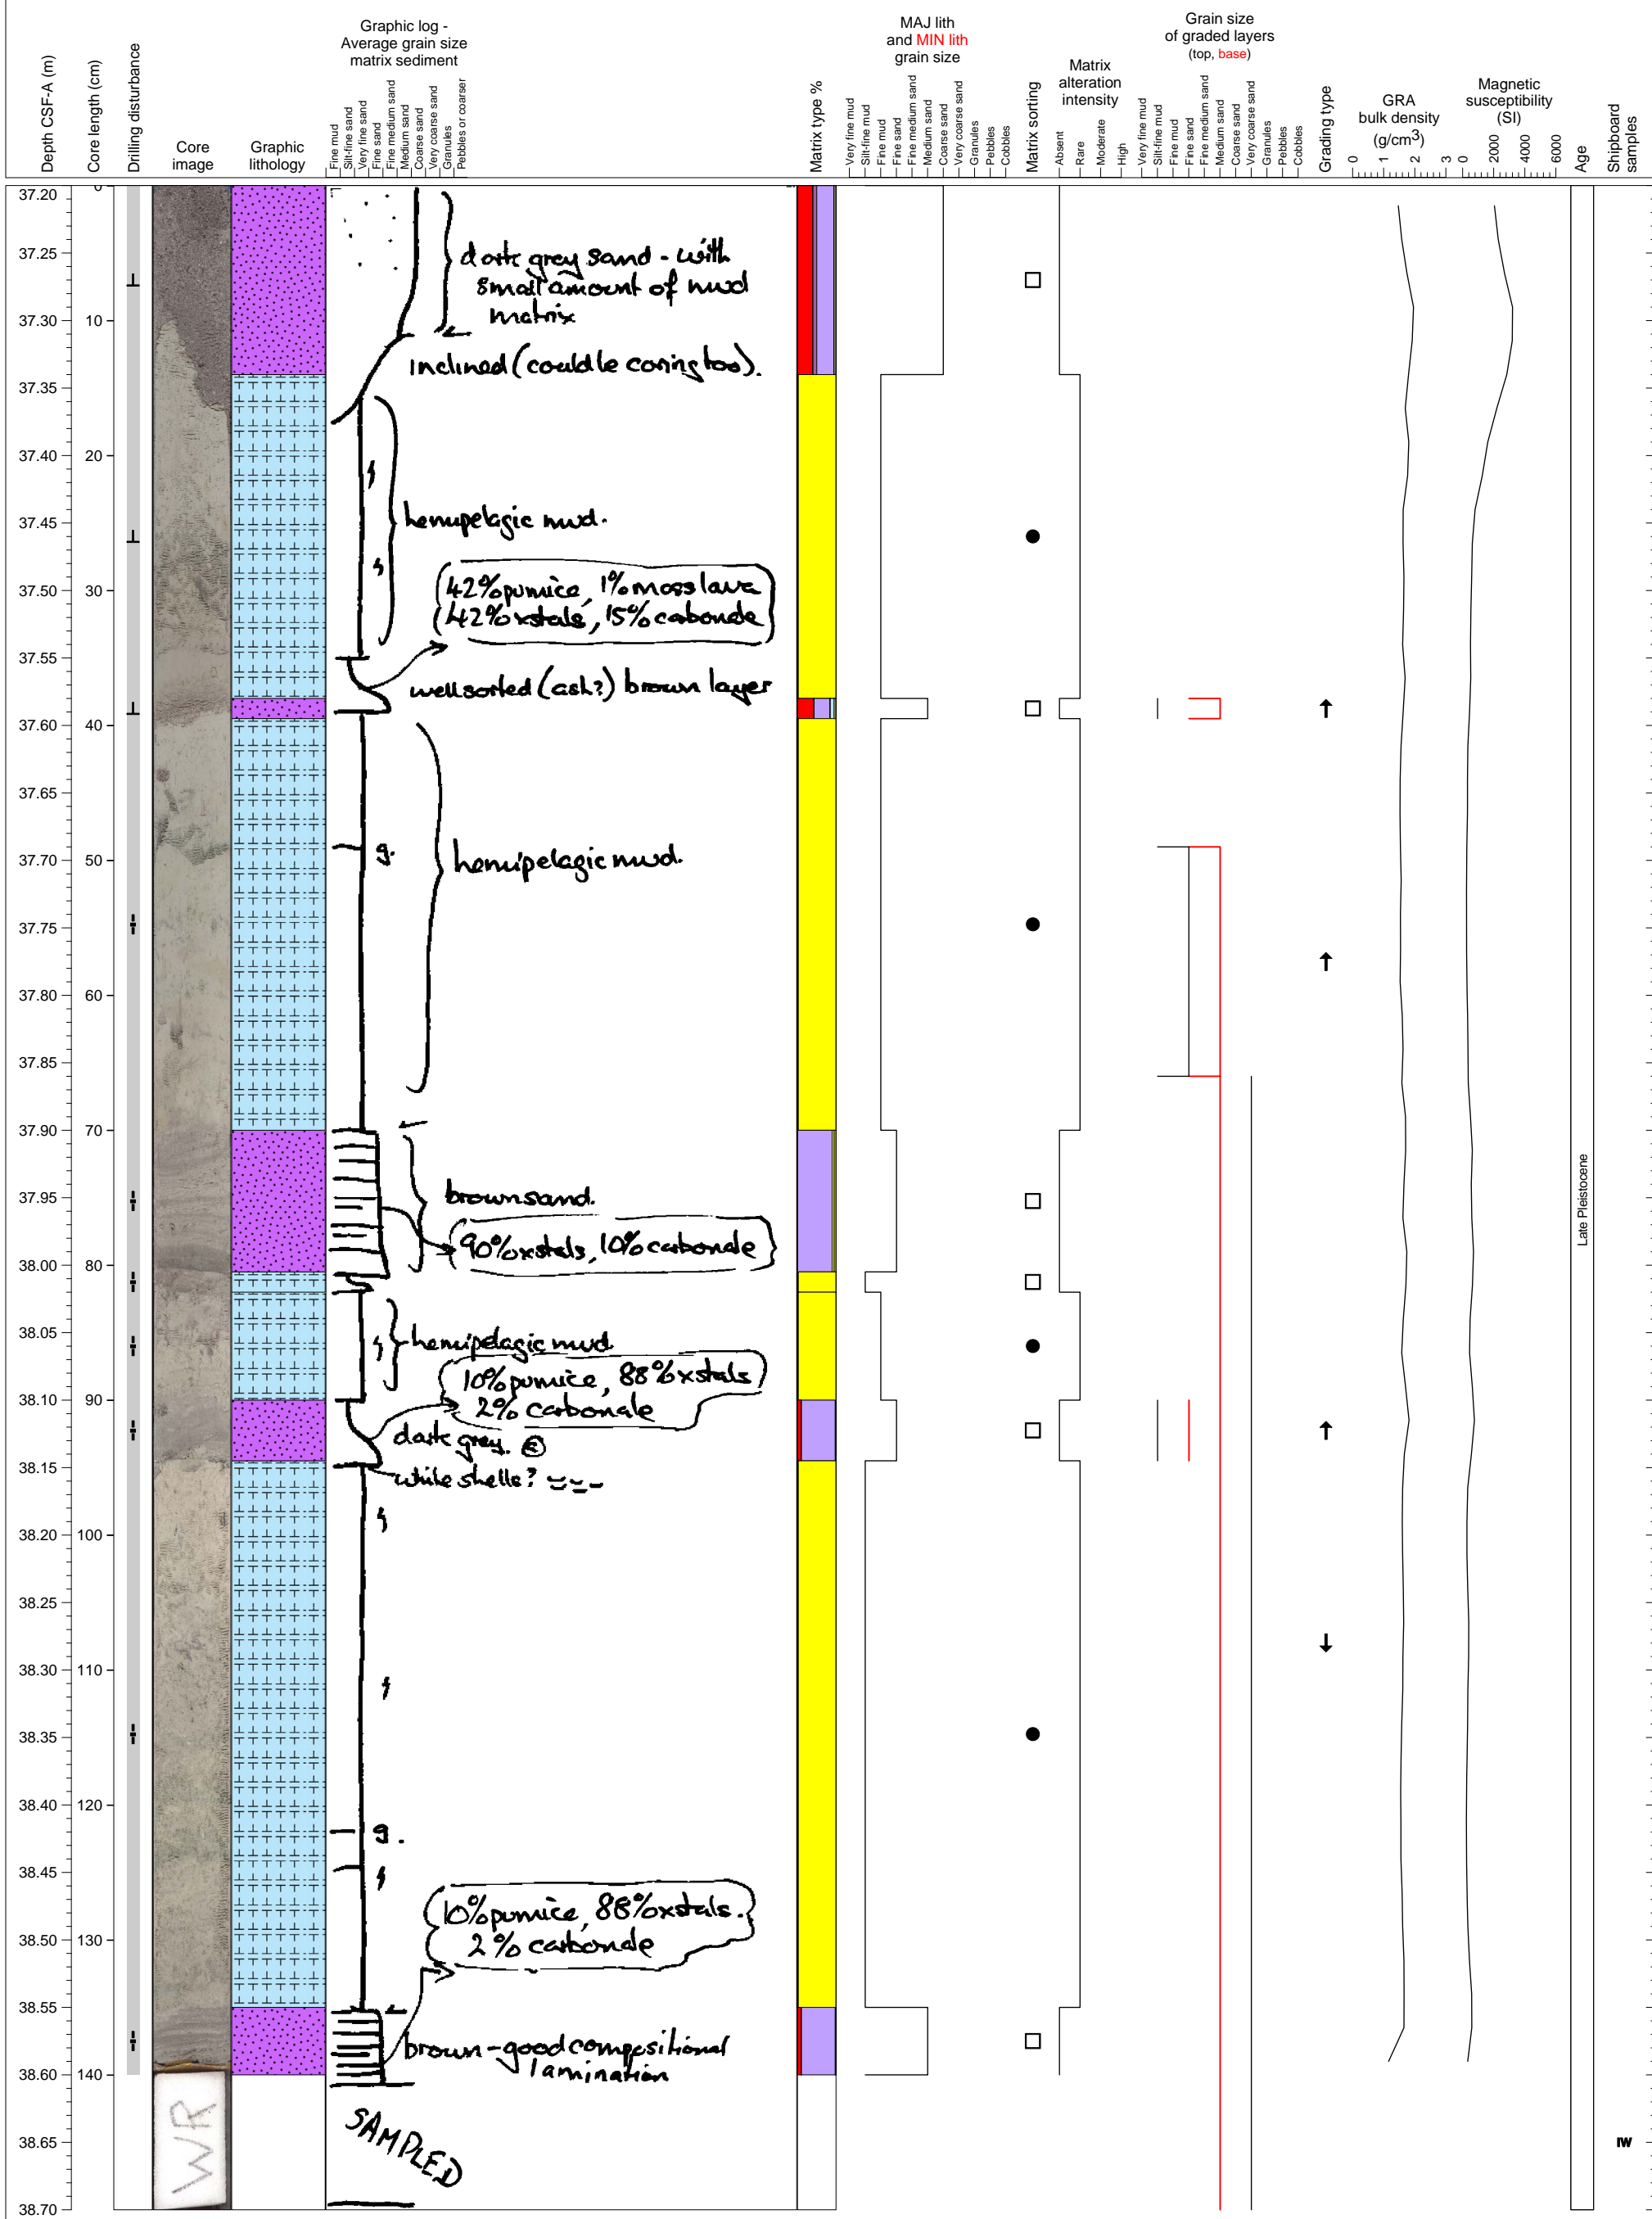 Depth CSF-A (m)
Core length (cm)
Drilling disturbance
Core
image
Graphic
lithology
Graphic log -
Average grain size
matrix sediment
Fine mud
Silt-fine sand
Very fine sand
Fine sand
Fine medium sand
Medium sand
Coarse sand
Very coarse sand
Granules
Pebbles or coarser
Matrix type %
MAJ lith
and MIN lith
grain size
Very fine mud
Silt-fine mud
Fine mud
Fine sand
Fine medium sand
Medium sand
Coarse sand
Very coarse sand
Granules
Pebbles
Cobbles
Matrix sorting
Matrix
alteration
intensity
Absent
Rare
Moderate
High
Grain size
of graded layers
(top, base)
Very fine mud
Silt-fine mud
Fine mud
Fine sand
Fine medium sand
Medium sand
Coarse sand
Very coarse sand
Granules
Pebbles
Cobbles
Grading type
GRA
bulk density
(g/cm3)
0 1 2 3
Magnetic
susceptibility
(SI)
0 2000 4000 6000
Age
Shipboard
samples
37.20 0
37.25
37.30 10
37.35
37.40 20
37.45
37.50 30
37.55
37.60 40
37.65
37.70 50
37.75
37.80 60
37.85
37.90 70
37.95
38.00 80
38.05
38.10 90
38.15
38.20 100
38.25
38.30 110
38.35
38.40 120
38.45
38.50 130
38.55
38.60 140
38.65
38.70
dark grey sand - with
small amount of mud
matrix
inclined (could be coring too).
hemipelagic mud.
42% pumice, 1% moss lava
42% xstals, 15% carbonate
well sorted (ash?) brown layer
g.
hemipelagic mud.
brown sand.
90% xstals, 10% carbonate
hemipelagic mud
10% pumice, 88% xstals
2% carbonate
dark grey.
white shells?
g.
10% pumice, 88% xstals.
2% carbonate
brown - good compositional
lamination
SAMPLED
WR
Late Pleistocene
IW